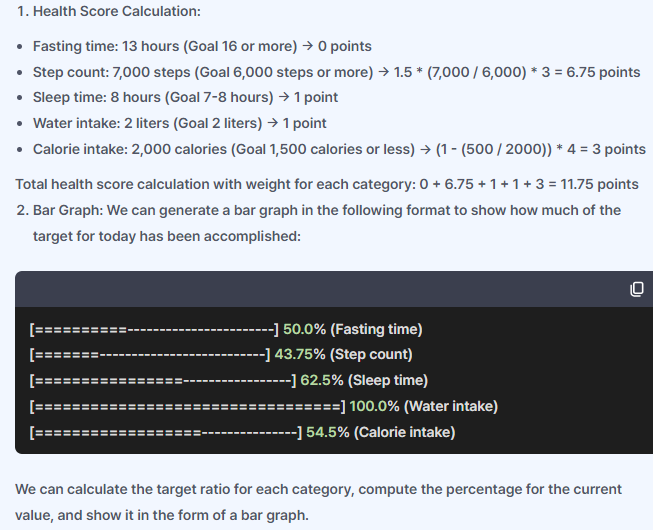 1. Health Score Calculation:
• Fasting time: 13 hours (Goal 16 or more) → 0 points
• Step count: 7,000 steps (Goal 6,000 steps or more) → 1.5 * (7,000 / 6,000) * 3 = 6.75 points
• Sleep time: 8 hours (Goal 7-8 hours) → 1 point
• Water intake: 2 liters (Goal 2 liters) → 1 point
• Calorie intake: 2,000 calories (Goal 1,500 calories or less) → (1 - (500 / 2000)) * 4 = 3 points
Total health score calculation with weight for each category: 0 + 6.75 + 1 + 1 + 3 = 11.75 points
2. Bar Graph: We can generate a bar graph in the following format to show how much of the
target for today has been accomplished:
[==========-----------------------] 50.0% (Fasting time)
[=======--------------------------] 43.75% (Step count)
[================-----------------] 62.5% (Sleep time)
[=================================] 100.0% (Water intake)
[==================---------------] 54.5% (Calorie intake)
We can calculate the target ratio for each category, compute the percentage for the current
value, and show it in the form of a bar graph.